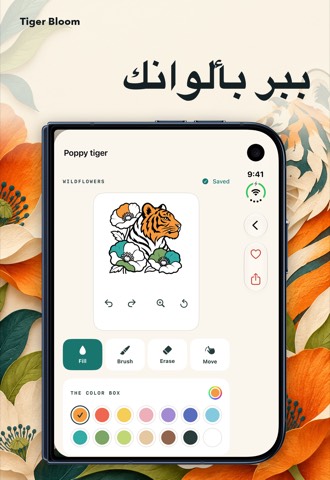 Tiger Bloom
ببر بألوانك
Poppy tiger
9:41
WILDFLOWERS
Saved
Fill
Brush
Erase
Move
THE COLOR BOX